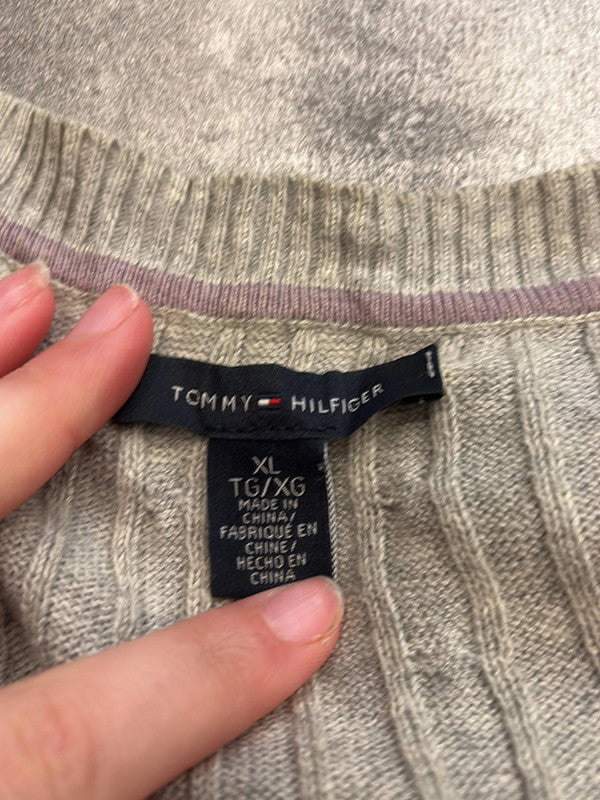 TOMMY HILFIGER
XL
TG/XG
MADE IN
CHINA/
FABRIQUÉ EN
CHINE/
HECHO EN
CHINA